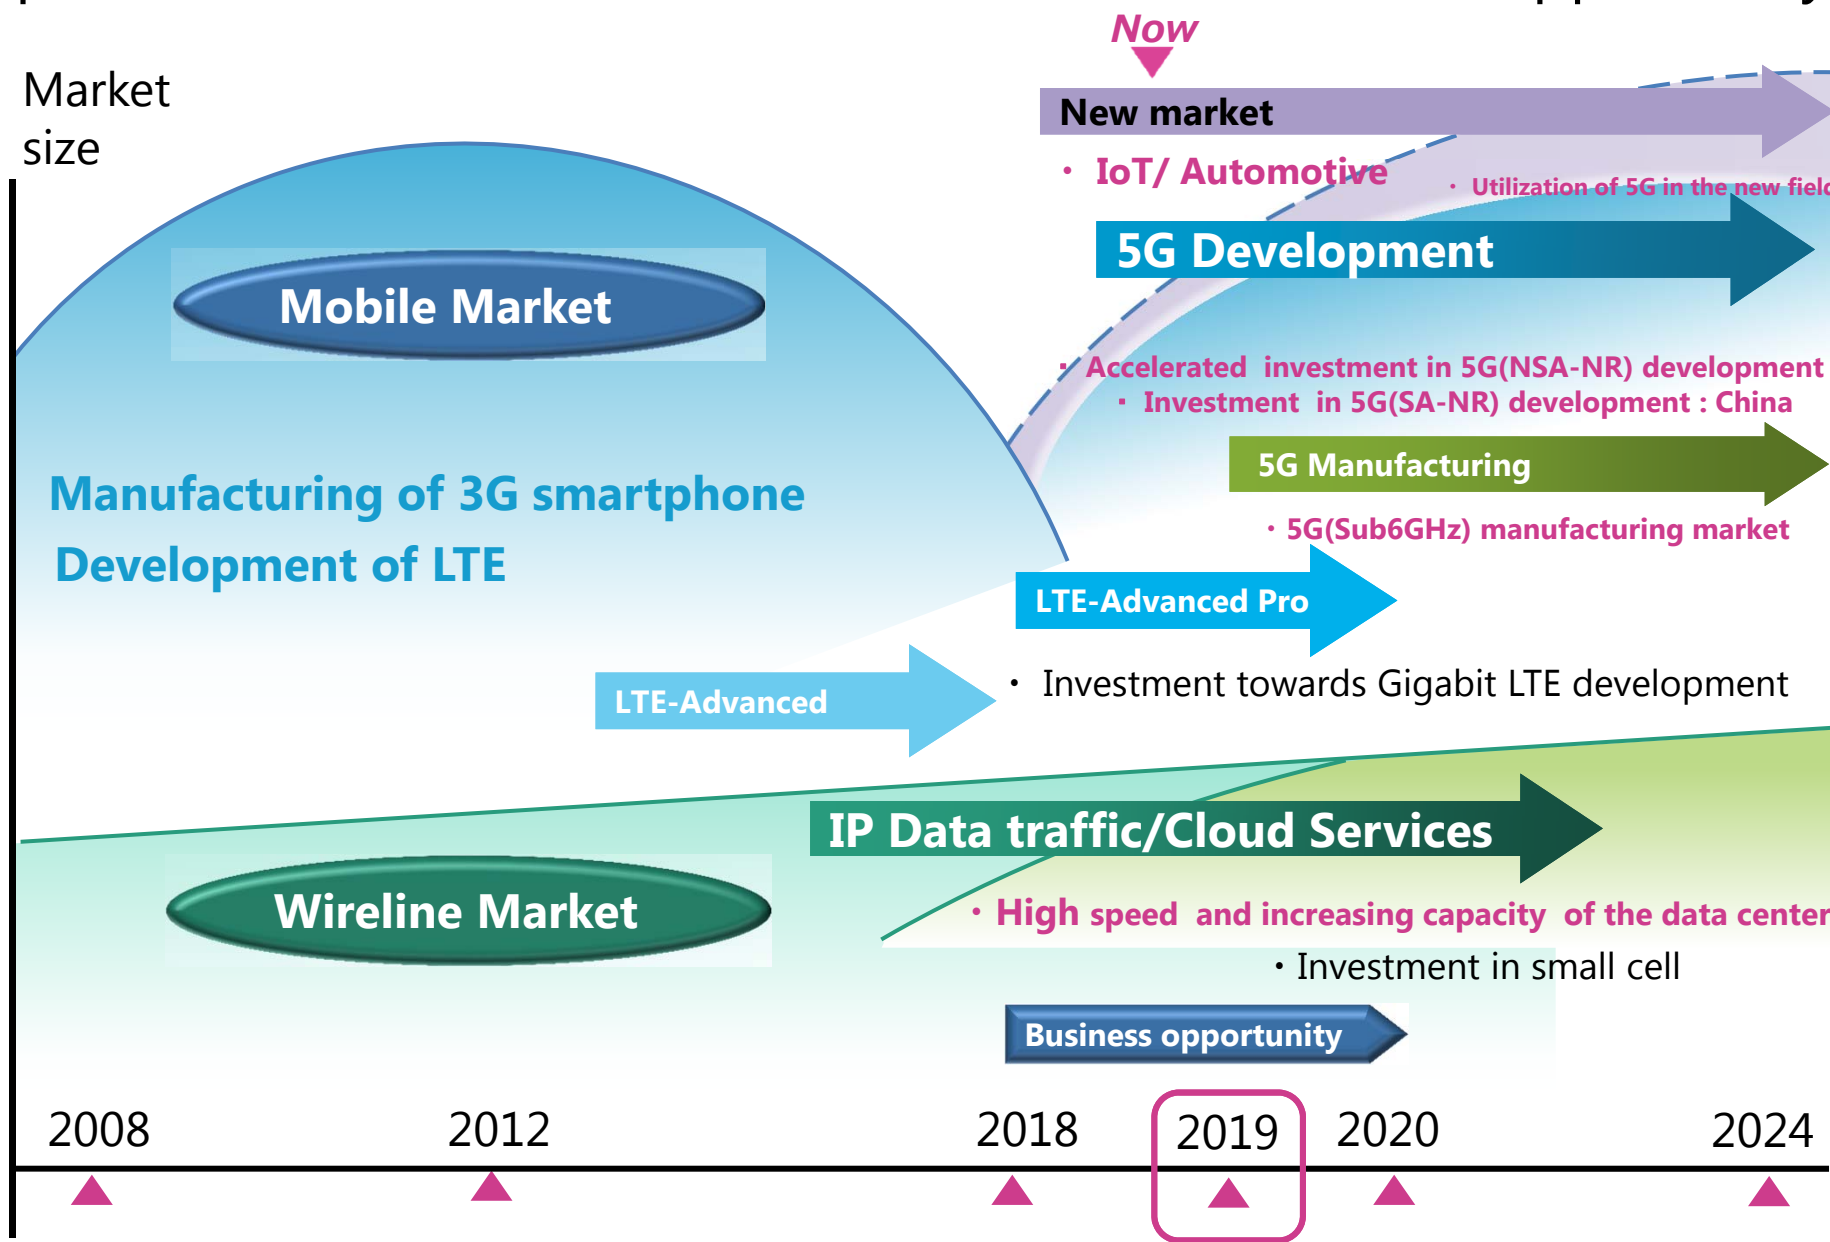 Now
Market
size
New market
・ IoT/ Automotive
・ Utilization of 5G in the new field
5G Development
Mobile Market
・ Accelerated investment in 5G(NSA-NR) development
・ Investment in 5G(SA-NR) development : China
5G Manufacturing
Manufacturing of 3G smartphone
・5G(Sub6GHz) manufacturing market
Development of LTE
LTE-Advanced Pro
・ Investment towards Gigabit LTE development
LTE-Advanced
IP Data traffic/Cloud Services
Wireline Market
・High speed and increasing capacity of the data center
・Investment in small cell
Business opportunity
2008 2012 2018 2019 2020 2024